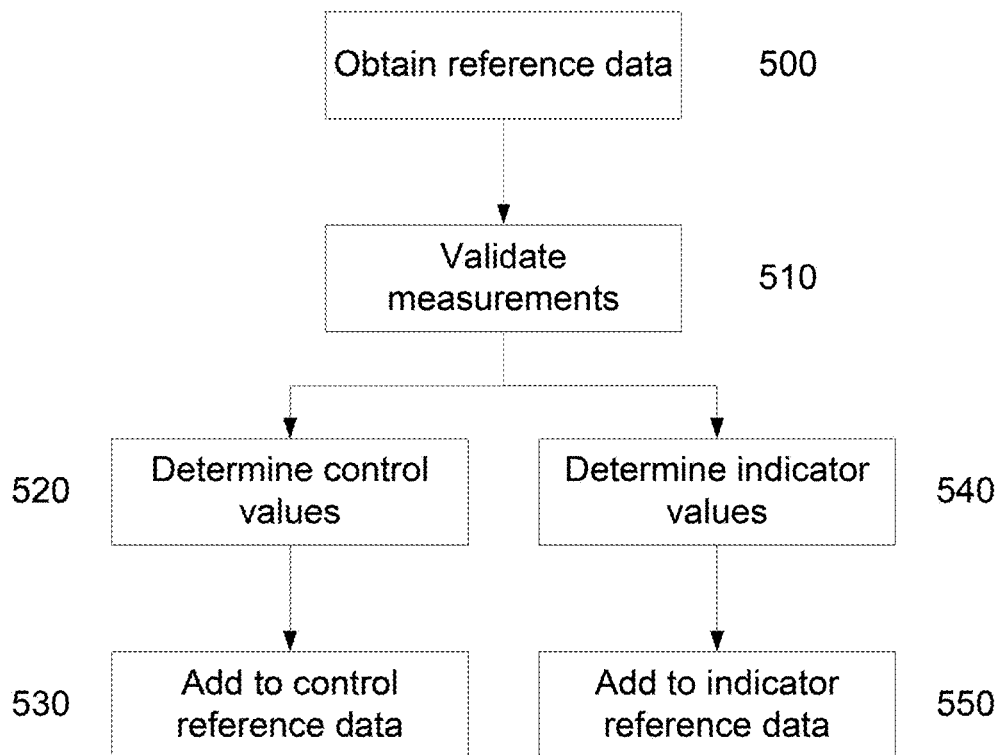 Obtain reference data 500
Validate
measurements
510
520
Determine control
values
Determine indicator
values
540
530
Add to control
reference data
Add to indicator
reference data
550